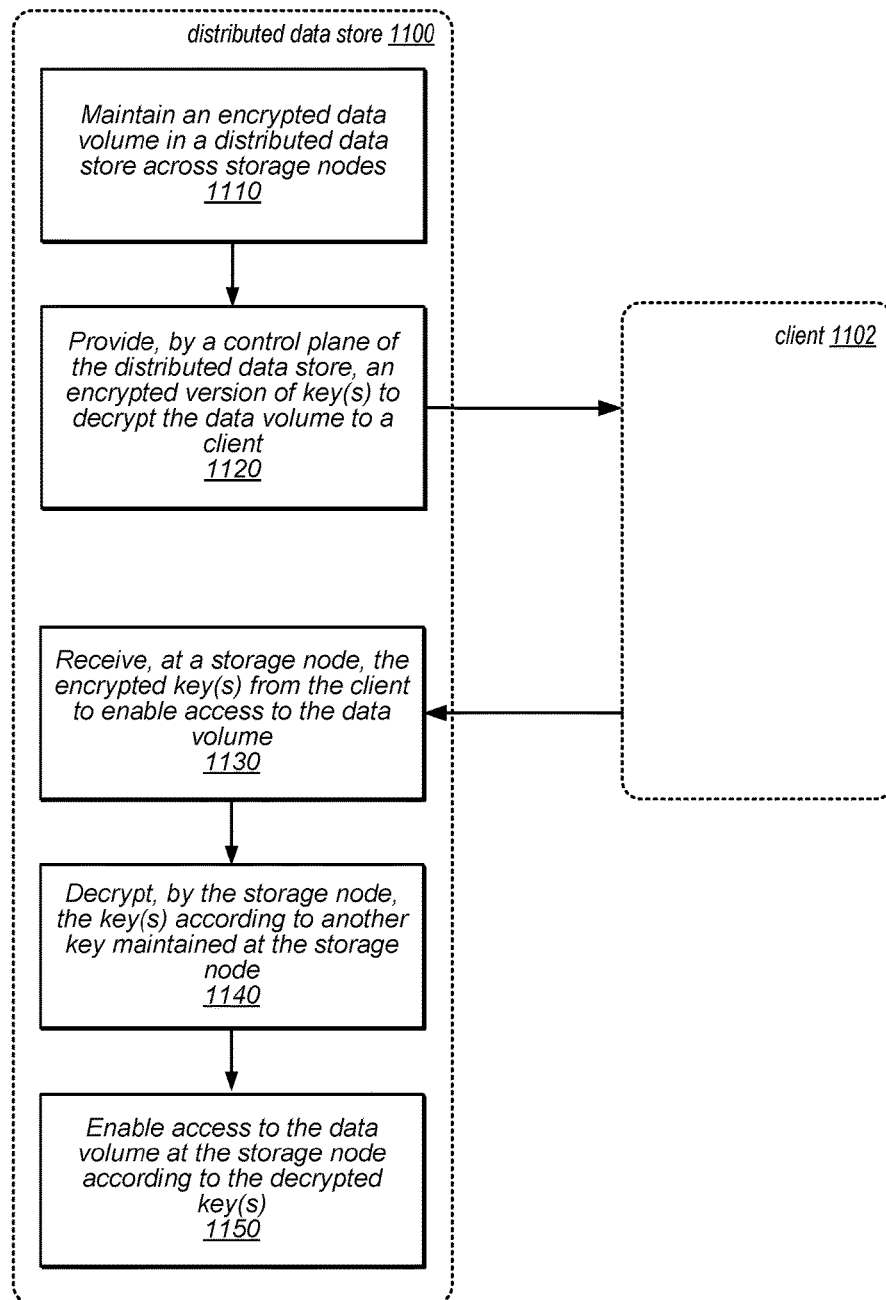 distributed data store 1100
Maintain an encrypted data
volume in a distributed data
store across storage nodes
1110
Provide, by a control plane of
the distributed data store, an
encrypted version of key(s) to
decrypt the data volume to a
client
1120
client 1102
Receive, at a storage node, the
encrypted key(s) from the client
to enable access to the data
volume
1130
Decrypt, by the storage node,
the key(s) according to another
key maintained at the storage
node
1140
Enable access to the data
volume at the storage node
according to the decrypted
key(s)
1150